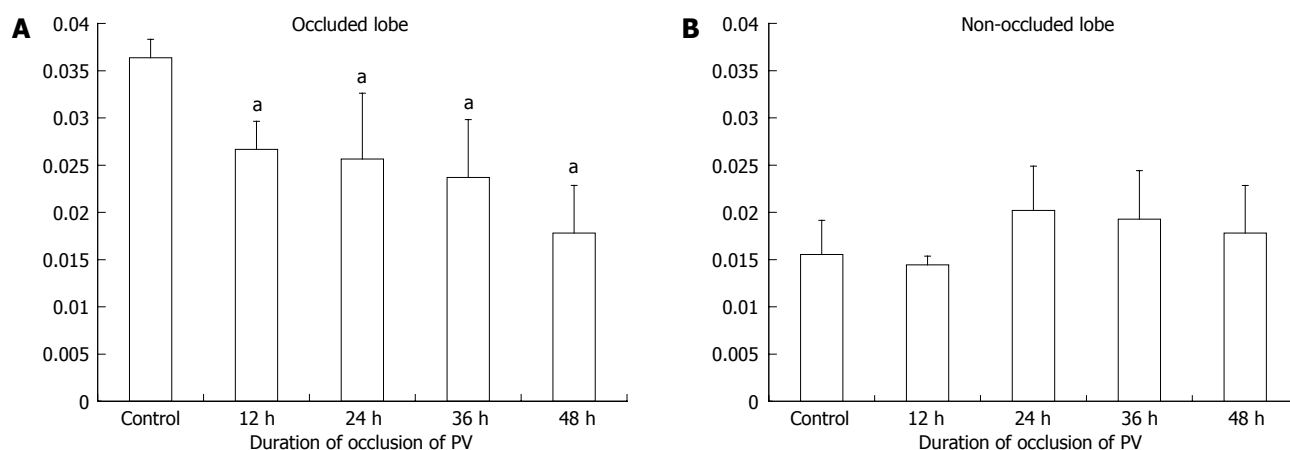 A
Occluded lobe
0.04
0.035
0.03
0.025
0.02
0.015
0.01
0.005
0
a
a
a
a
Control 12 h 24 h 36 h 48 h
Duration of occlusion of PV
B
Non-occluded lobe
0.04
0.035
0.03
0.025
0.02
0.015
0.01
0.005
0
Control 12 h 24 h 36 h 48 h
Duration of occlusion of PV